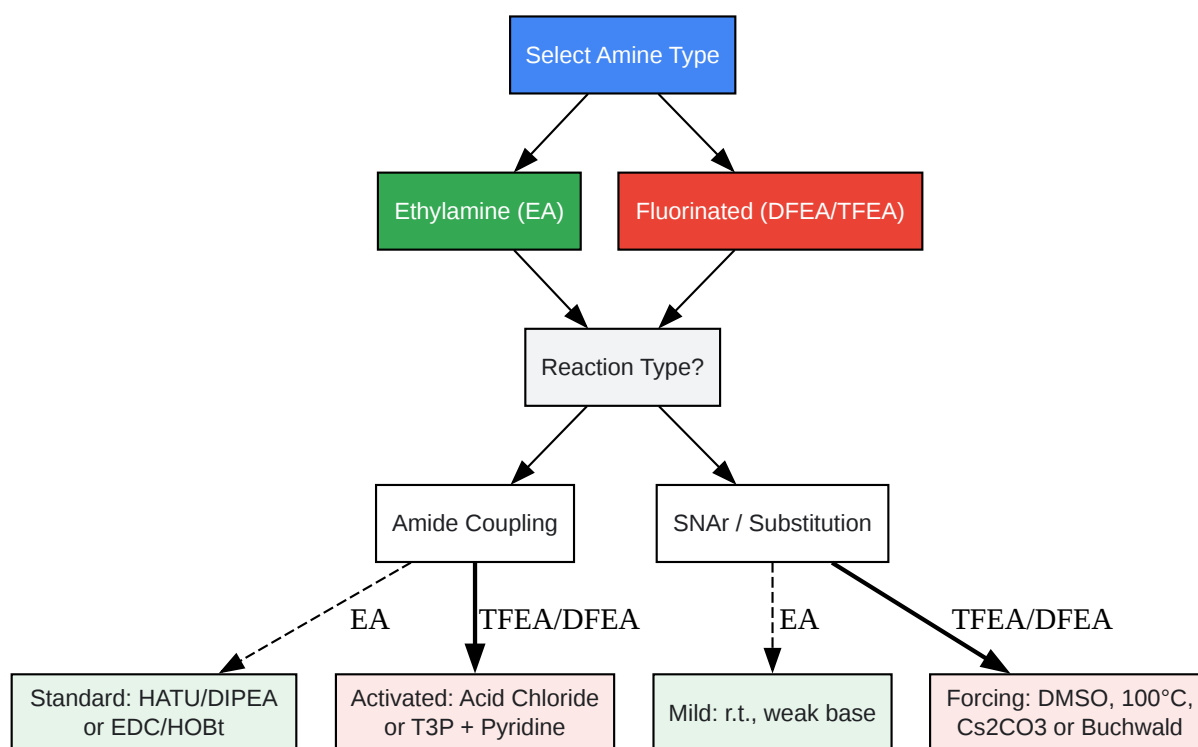 Select Amine Type
Ethylamine (EA)
Fluorinated (DFEA/TFEA)
Reaction Type?
Amide Coupling
SNAr / Substitution
EA
TFEA/DFEA
EA
TFEA/DFEA
Standard: HATU/DIPEA
or EDC/HOBt
Activated: Acid Chloride
or T3P + Pyridine
Mild: r.t., weak base
Forcing: DMSO, 100°C,
Cs2CO3 or Buchwald